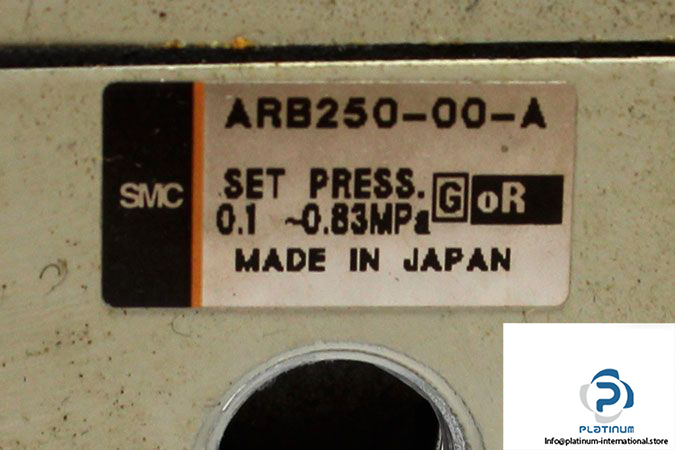 ARB250-00-A
SMC
SET PRESS.
0.1 ~0.83MPa
G oR
MADE IN JAPAN
PLATINUM
Info@platinum-international.store